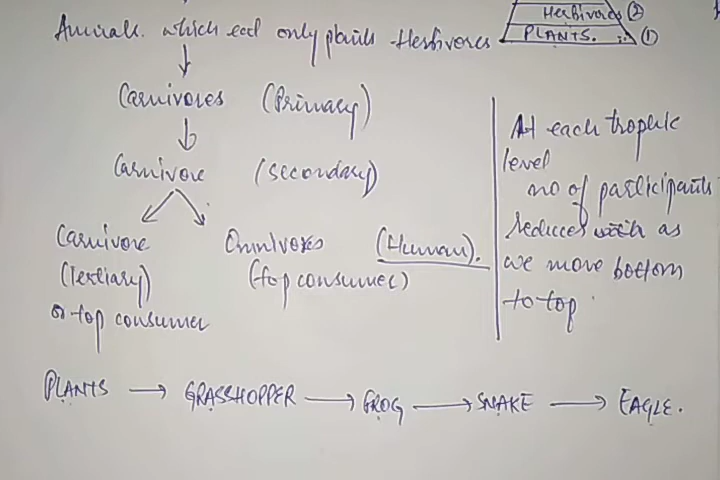 Herbivores ②
PLANTS. ①
Animals which eat only plants Herbivores
Carnivores (Primary)
Carnivore (secondary)
Carnivore
(Tertiary)
or top consumer
Omnivores (Human).
(top consumer)
At each trophic
level
no of participants
reduces as
we move bottom
to top.
PLANTS → GRASSHOPPER → FROG → SNAKE → EAGLE.